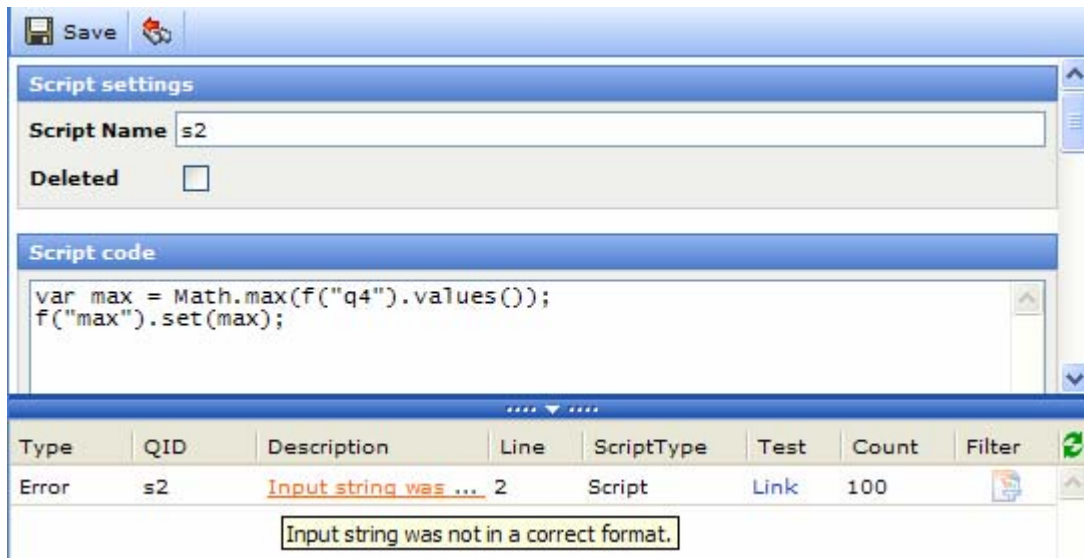 Save
Script settings
Script Name s2
Deleted
Script code
var max = Math.max(f("q4").values());
f("max").set(max);
Type QID Description Line ScriptType Test Count Filter
Error s2 Input string was ... 2 Script Link 100
Input string was not in a correct format.